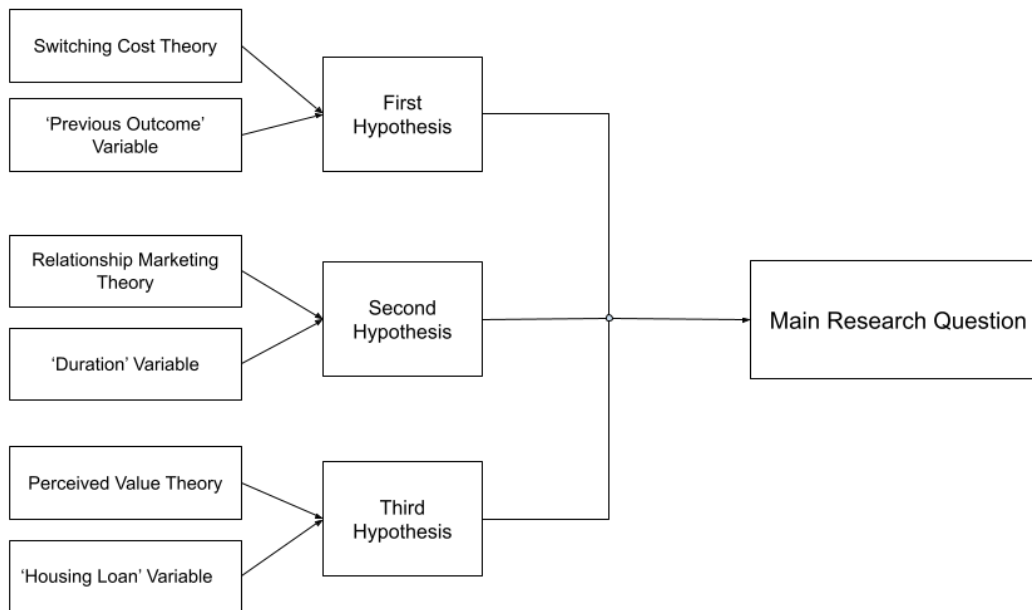 Switching Cost Theory
‘Previous Outcome’
Variable
First
Hypothesis
Relationship Marketing
Theory
‘Duration’ Variable
Second
Hypothesis
Main Research Question
Perceived Value Theory
‘Housing Loan’ Variable
Third
Hypothesis